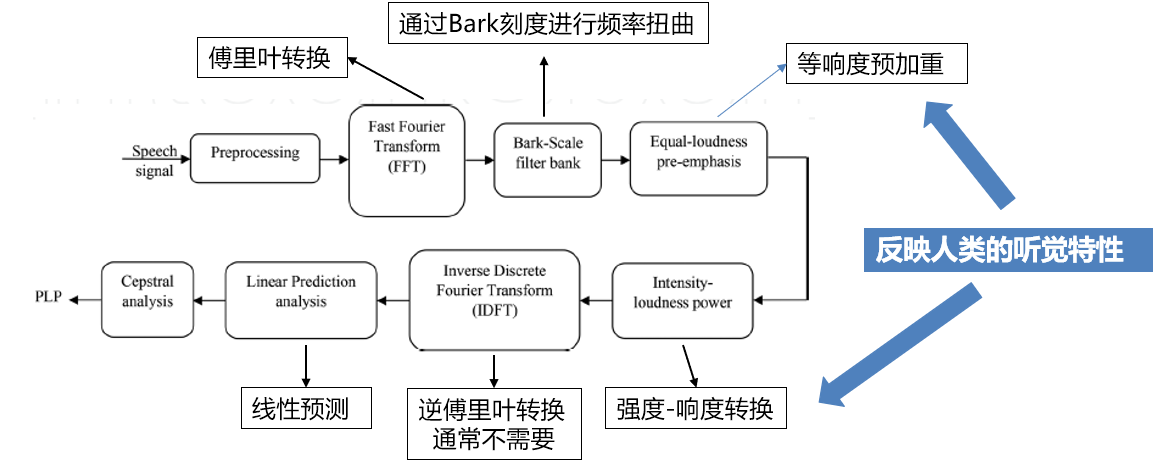 通过Bark刻度进行频率扭曲
傅里叶转换
等响度预加重
Speech
signal
Preprocessing
Fast Fourier
Transform
(FFT)
Bark-Scale
filter bank
Equal-loudness
pre-emphasis
反映人类的听觉特性
PLP
Cepstral
analysis
Linear Prediction
analysis
Inverse Discrete
Fourier Transform
(IDFT)
Intensity-
loudness power
线性预测
逆傅里叶转换
通常不需要
强度-响度转换